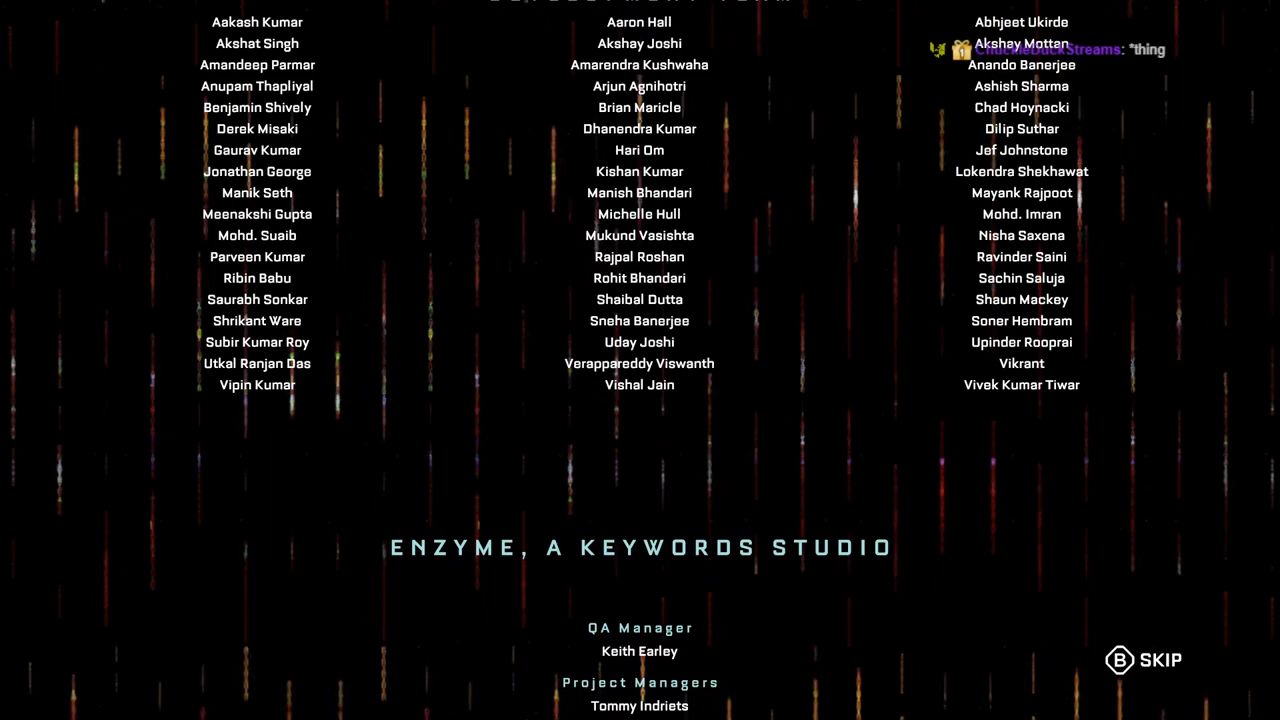 DEVELOPMENT TEAM
Aakash Kumar Aaron Hall Abhjeet Ukirde
Akshat Singh Akshay Joshi Akshay Mottan
ChuckleDuckStreams: *thing
Amandeep Parmar Amarendra Kushwaha Anando Banerjee
Anupam Thapliyal Arjun Agnihotri Ashish Sharma
Benjamin Shively Brian Maricle Chad Hoynacki
Derek Misaki Dhanendra Kumar Dilip Suthar
Gaurav Kumar Hari Om Jef Johnstone
Jonathan George Kishan Kumar Lokendra Shekhawat
Manik Seth Manish Bhandari Mayank Rajpoot
Meenakshi Gupta Michelle Hull Mohd. Imran
Mohd. Suaib Mukund Vasishta Nisha Saxena
Parveen Kumar Rajpal Roshan Ravinder Saini
Ribin Babu Rohit Bhandari Sachin Saluja
Saurabh Sonkar Shaibal Dutta Shaun Mackey
Shrikant Ware Sneha Banerjee Soner Hembram
Subir Kumar Roy Uday Joshi Upinder Rooprai
Utkal Ranjan Das Verappareddy Viswanth Vikrant
Vipin Kumar Vishal Jain Vivek Kumar Tiwar
ENZYME, A KEYWORDS STUDIO
QA Manager
Keith Earley
B SKIP
Project Managers
Tommy Indriets